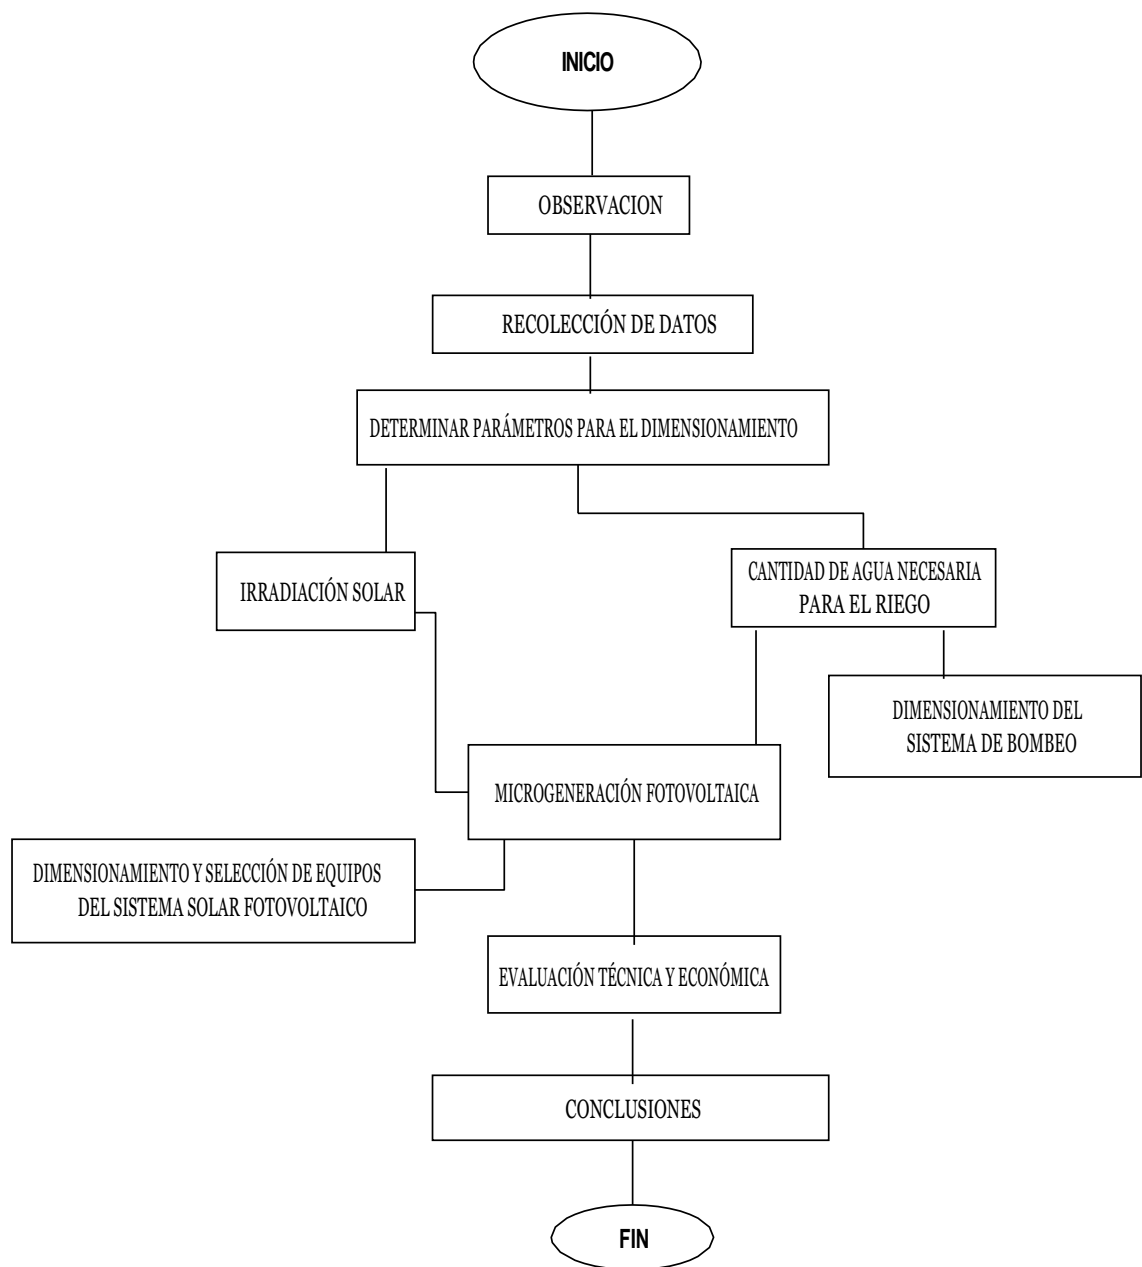 INICIO
OBSERVACION
RECOLECCIÓN DE DATOS
DETERMINAR PARÁMETROS PARA EL DIMENSIONAMIENTO
IRRADIACIÓN SOLAR
CANTIDAD DE AGUA NECESARIA
PARA EL RIEGO
DIMENSIONAMIENTO DEL
SISTEMA DE BOMBEO
MICROGENERACIÓN FOTOVOLTAICA
DIMENSIONAMIENTO Y SELECCIÓN DE EQUIPOS
DEL SISTEMA SOLAR FOTOVOLTAICO
EVALUACIÓN TÉCNICA Y ECONÓMICA
CONCLUSIONES
FIN